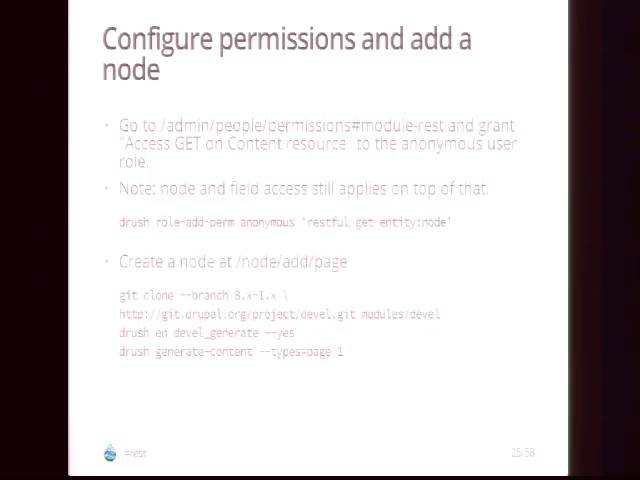 Configure permissions and add a
node
• Go to /admin/people/permissions#module-rest and grant
"Access GET on Content resource" to the anonymous user
role.
• Note: node and field access still applies on top of that.
drush role-add-perm anonymous 'restful get entity:node'
• Create a node at /node/add/page
git clone --branch 8.x-1.x \
http://git.drupal.org/project/devel.git modules/devel
drush en devel_generate --yes
drush generate-content --types=page 1
#rest
25/58